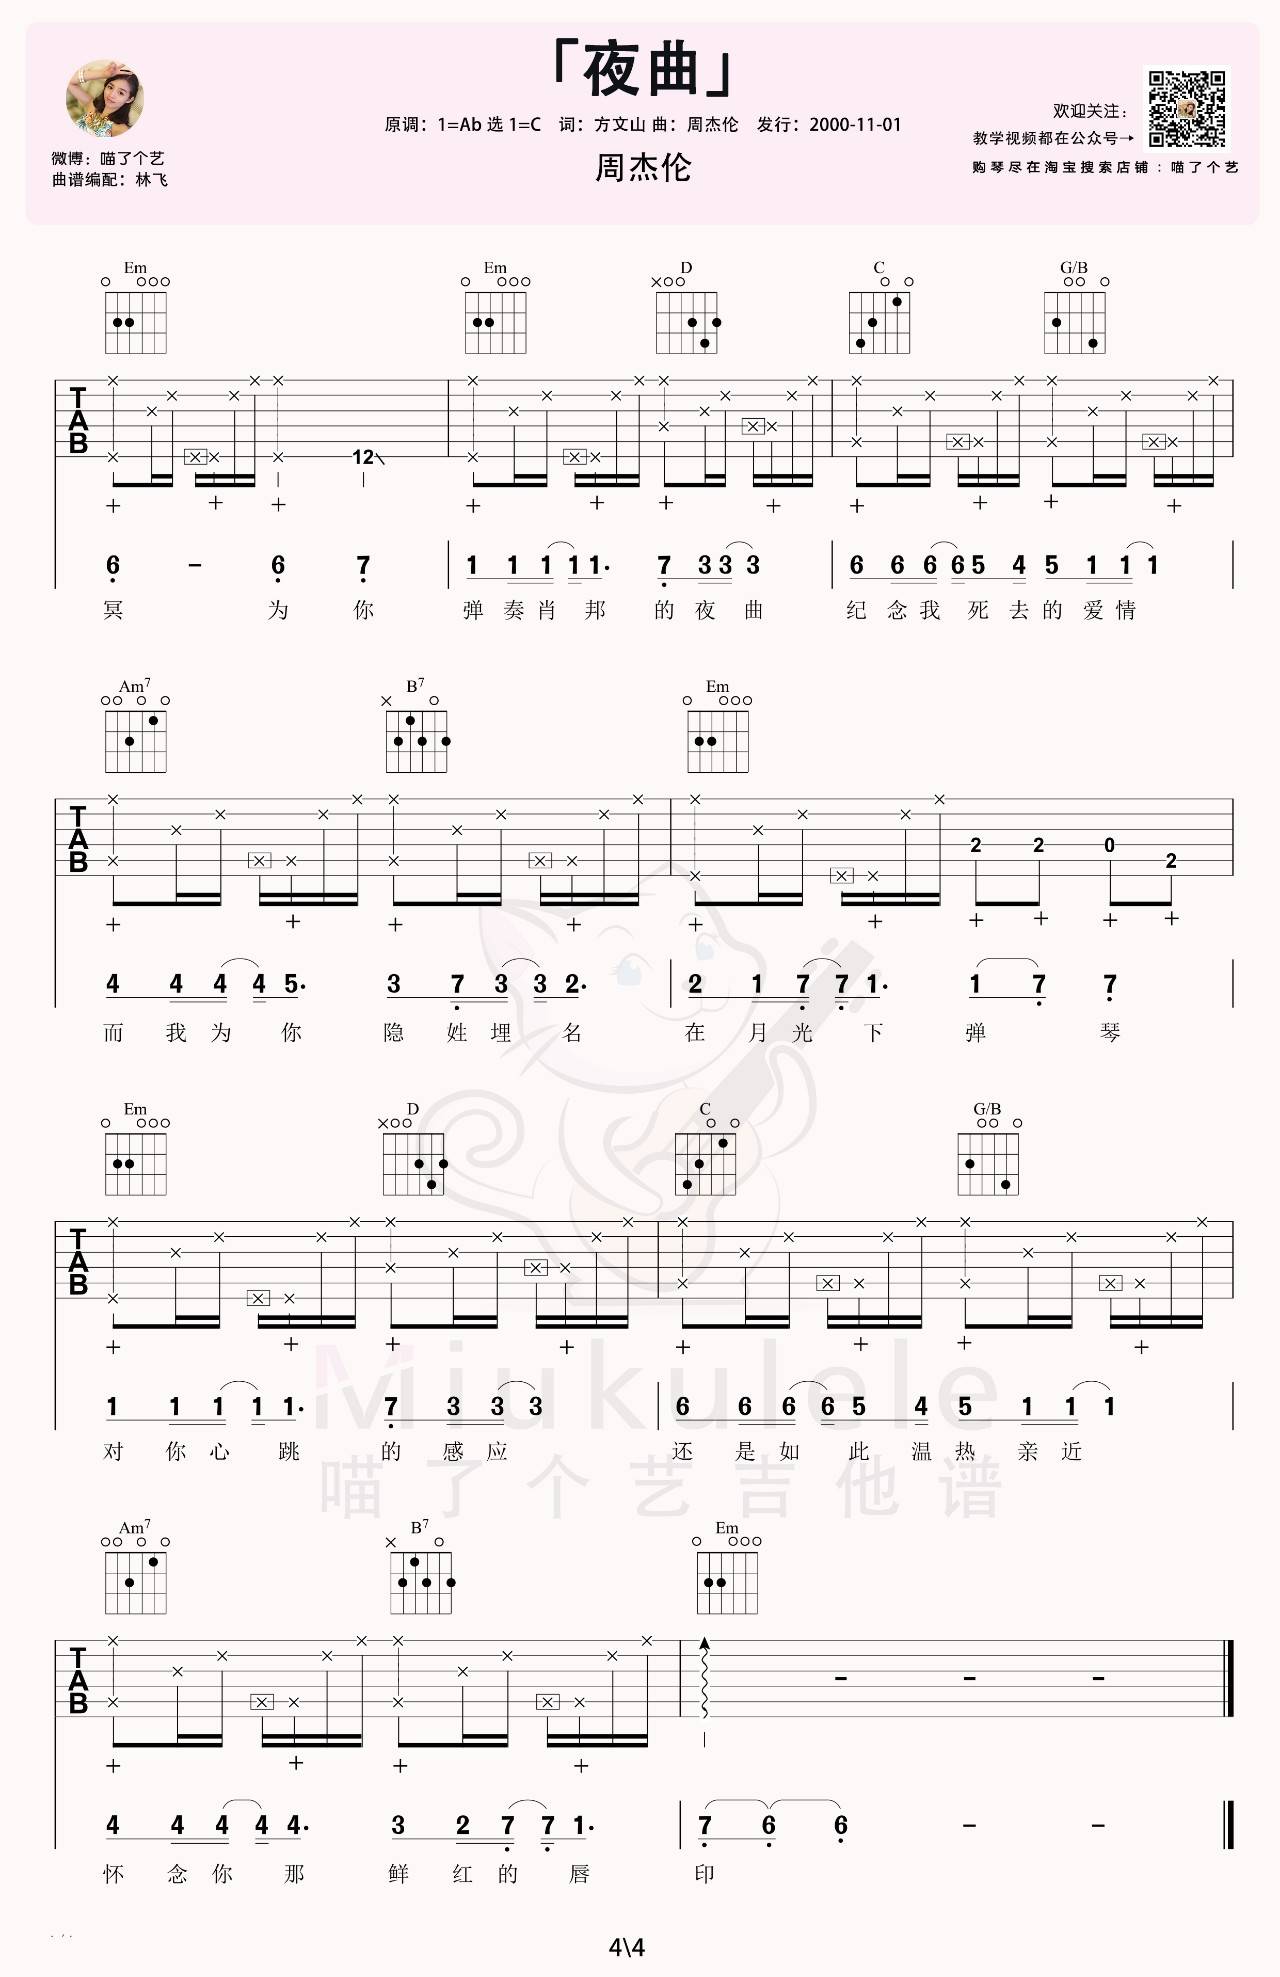 「夜曲」
原调：1=Ab 选 1=C 词：方文山 曲：周杰伦 发行：2000-11-01
周杰伦
微博：喵了个艺
曲谱编配：林飞
欢迎关注：
教学视频都在公众号→
购琴尽在淘宝搜索店铺：喵了个艺
Em Em D C G/B
T A B 12
6 - 6 7 1 1 1 1 1. 7 3 3 3 6 6 6 6 5 4 5 1 1 1
冥 为 你 弹 奏 肖 邦 的 夜 曲 纪 念 我 死 去 的 爱 情
Am7 B7 Em
T A B 2 2 0 2
4 4 4 4 5. 3 7 3 3 2. 2 1 7 7 1. 1 7 7
而 我 为 你 隐 姓 埋 名 在 月 光 下 弹 琴
Em D C G/B
T A B
1 1 1 1 1. 7 3 3 3 6 6 6 6 5 4 5 1 1 1
对 你 心 跳 的 感 应 还 是 如 此 温 热 亲 近
Miukulele
喵了个艺吉他谱
Am7 B7 Em
T A B - - -
4 4 4 4 4. 3 2 7 7 1. 7 6 6 - -
怀 念 你 那 鲜 红 的 唇 印
4\4